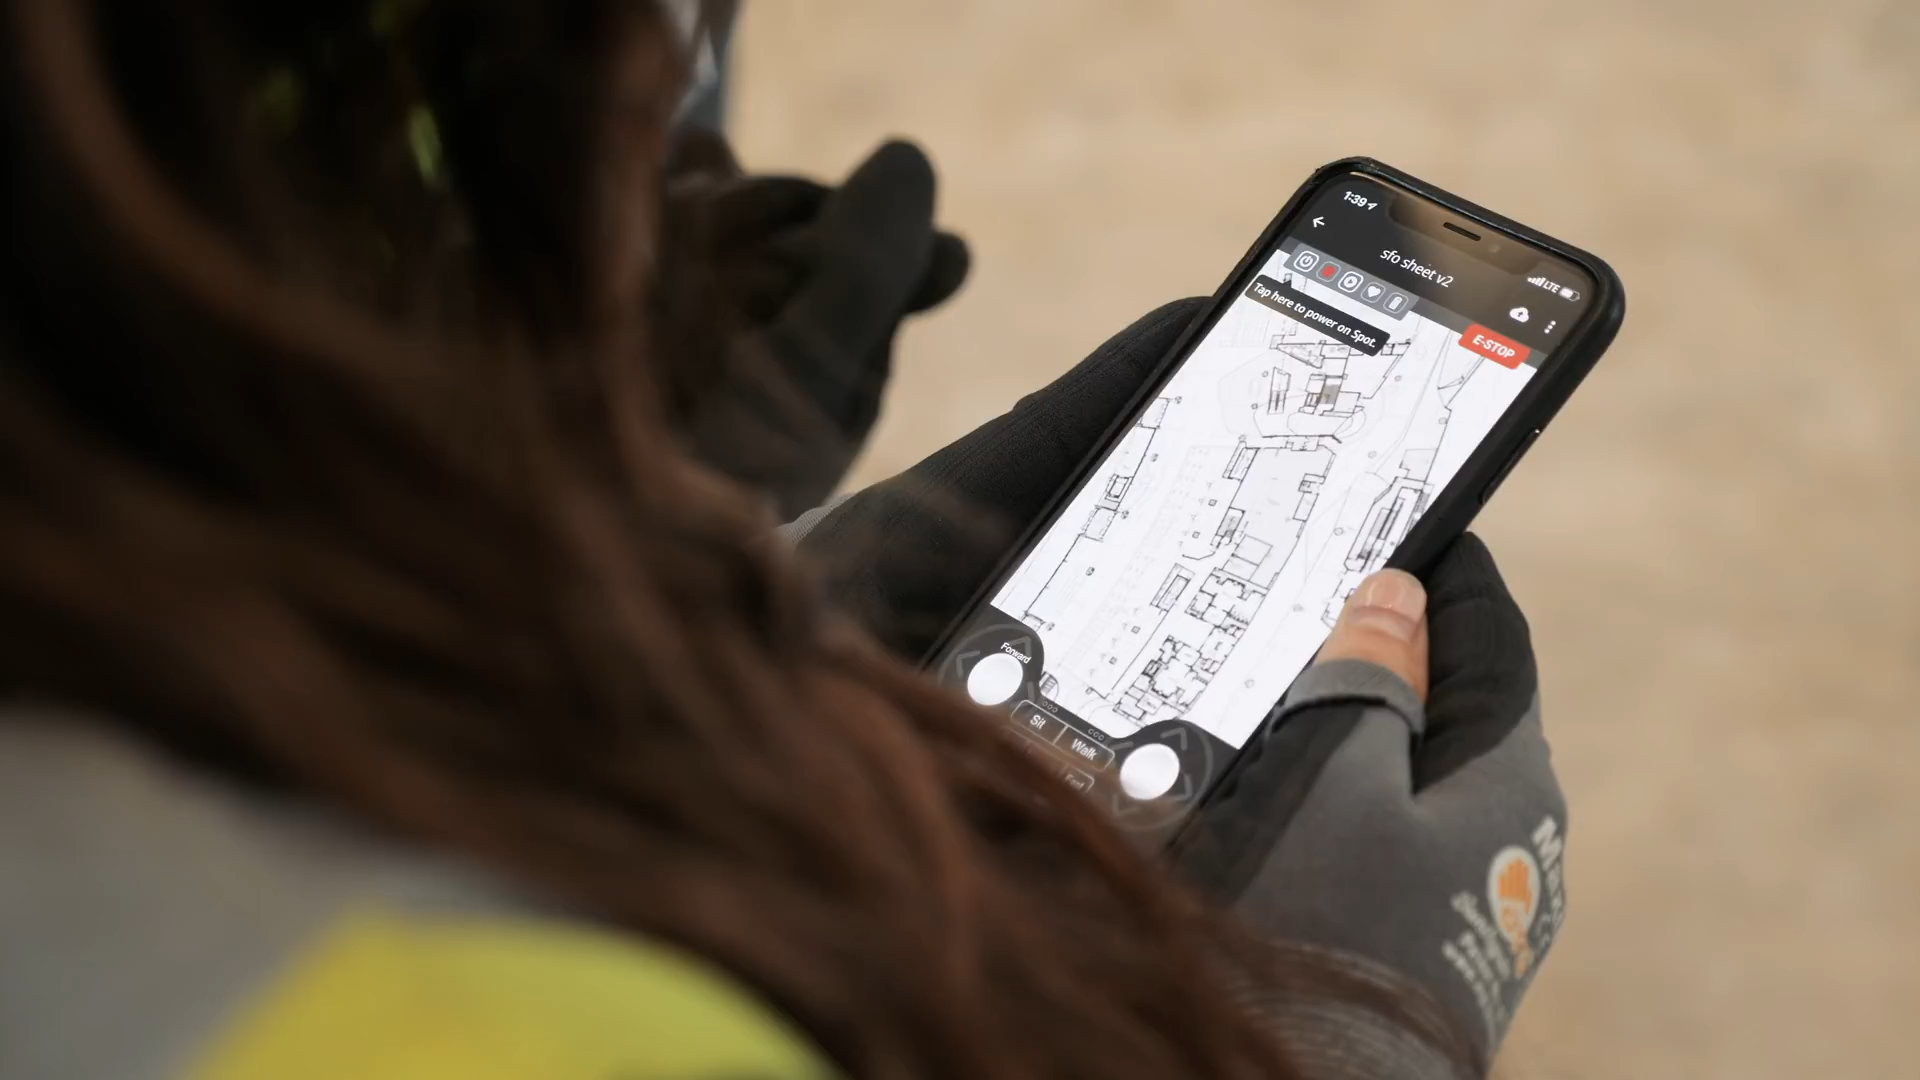 1:39
LTE
sfo sheet v2
Tap here to power on Spot.
E-STOP
Forward
Sit
Walk